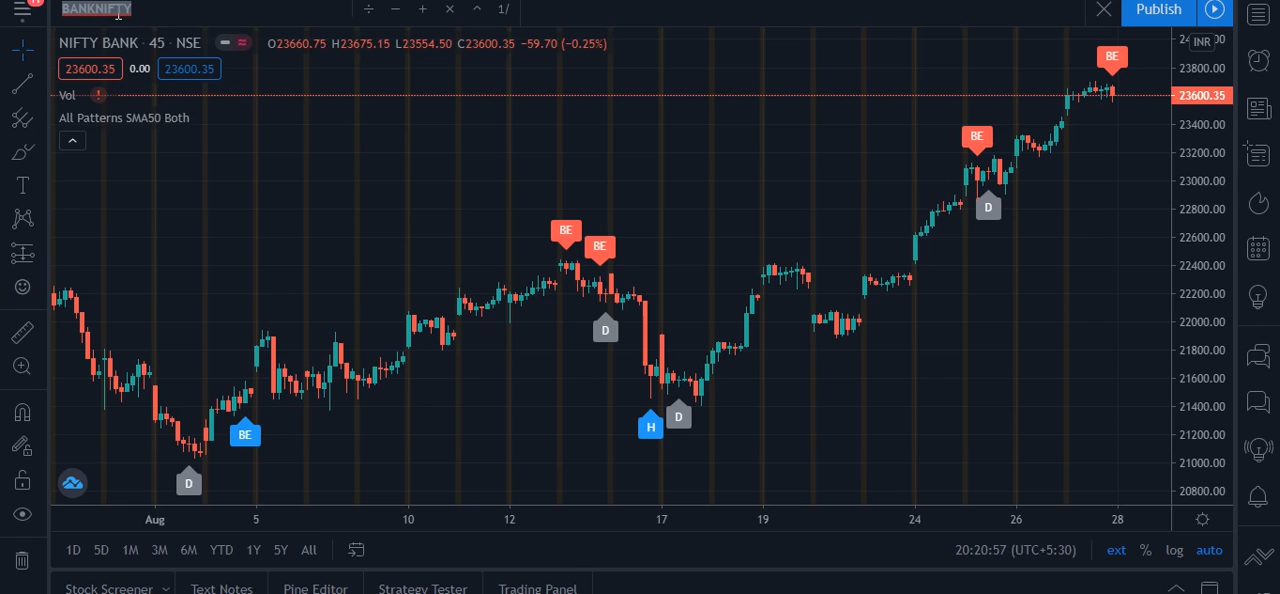 11
BANKNIFTY ÷ − + × ^ 1/ Publish
NIFTY BANK · 45 · NSE O23660.75 H23675.15 L23554.50 C23600.35 −59.70 (−0.25%)
23600.35 0.00 23600.35
Vol !
All Patterns SMA50 Both
INR
23800.00
23600.35
23400.00
23200.00
23000.00
22800.00
22600.00
22400.00
22200.00
22000.00
21800.00
21600.00
21400.00
21200.00
21000.00
20800.00
BE
BE
D
BE
BE
D
H
D
BE
D
Aug 5 10 12 17 19 24 26 28
1D 5D 1M 3M 6M YTD 1Y 5Y All 20:20:57 (UTC+5:30) ext % log auto
Stock Screener Text Notes Pine Editor Strategy Tester Trading Panel